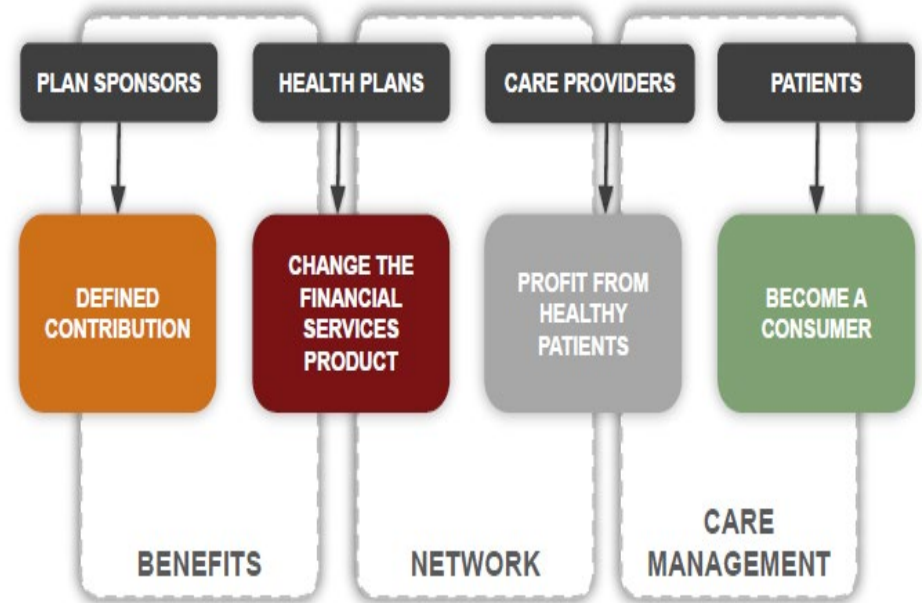 PLAN SPONSORS
HEALTH PLANS
CARE PROVIDERS
PATIENTS
DEFINED
CONTRIBUTION
CHANGE THE
FINANCIAL
SERVICES
PRODUCT
PROFIT FROM
HEALTHY
PATIENTS
BECOME A
CONSUMER
BENEFITS
NETWORK
CARE
MANAGEMENT